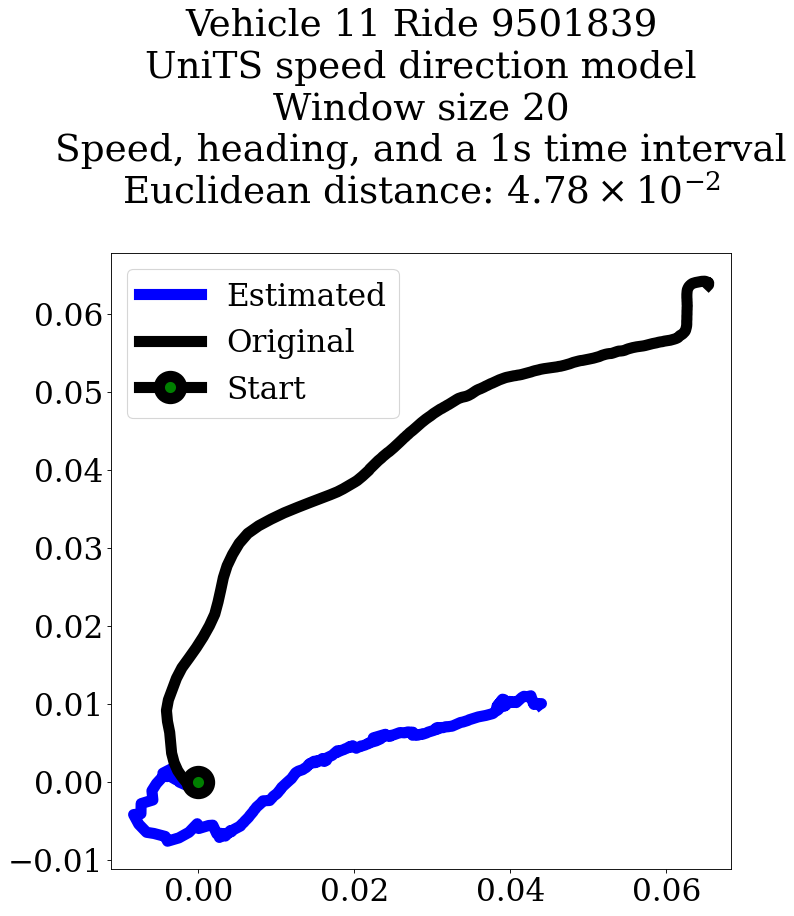 Vehicle 11 Ride 9501839
UniTS speed direction model
Window size 20
Speed, heading, and a 1s time interval
Euclidean distance: 4.78 × 10⁻²
Estimated
Original
Start
0.06
0.05
0.04
0.03
0.02
0.01
0.00
−0.01
0.00 0.02 0.04 0.06